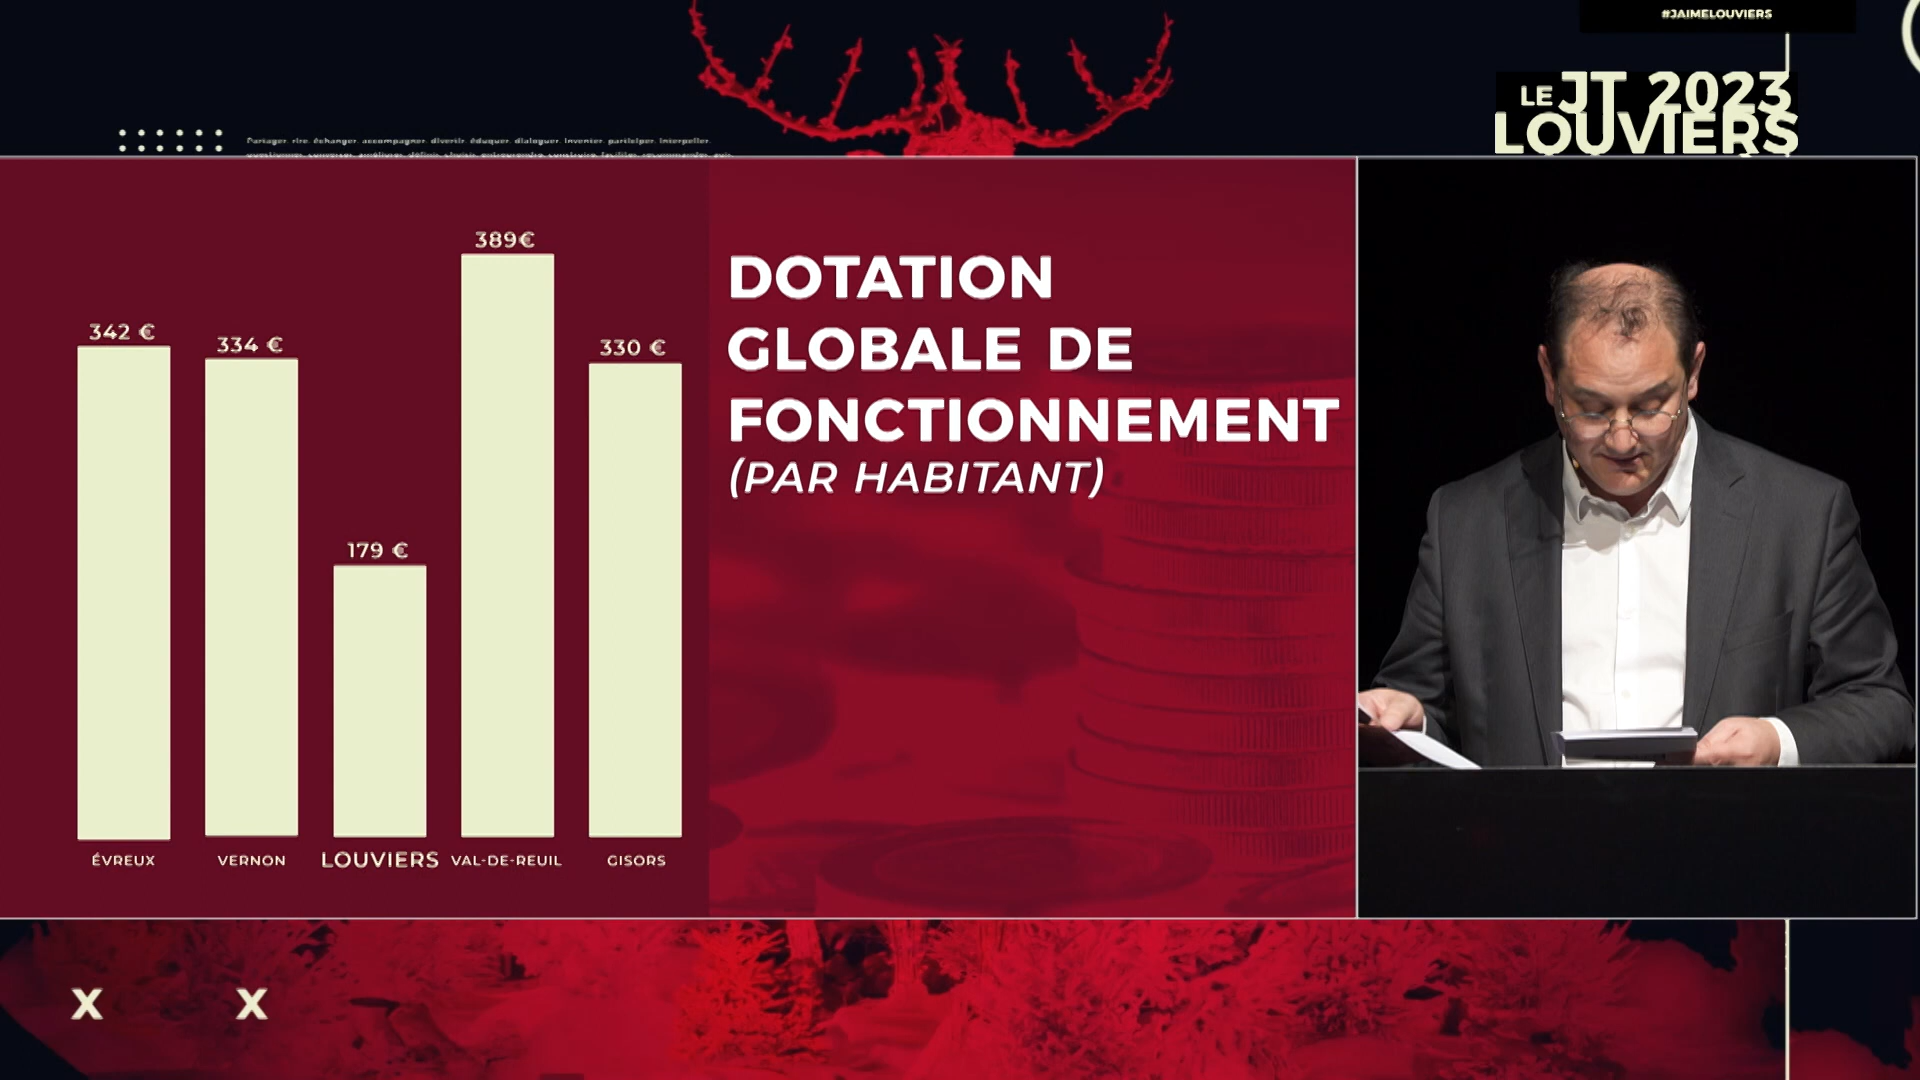 #JAIMELOUVIERS
LE JT 2023
LOUVIERS
Partager. rire. échanger. accompagner. divertir. éduquer. dialoguer. inventer. participer. interpeller.
389€
342 €
334 €
330 €
179 €
ÉVREUX
VERNON
LOUVIERS
VAL-DE-REUIL
GISORS
DOTATION
GLOBALE DE
FONCTIONNEMENT
(PAR HABITANT)
X X